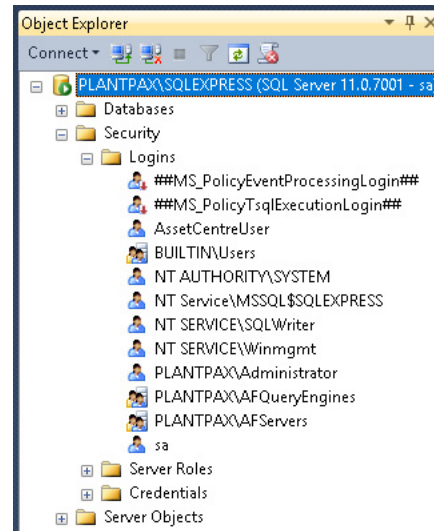 Object Explorer
Connect
PLANTPAX\SQLEXPRESS (SQL Server 11.0.7001 - sa
Databases
Security
Logins
##MS_PolicyEventProcessingLogin##
##MS_PolicyTsqlExecutionLogin##
AssetCentreUser
BUILTIN\Users
NT AUTHORITY\SYSTEM
NT Service\MSSQL$SQLEXPRESS
NT SERVICE\SQLWriter
NT SERVICE\Winmgmt
PLANTPAX\Administrator
PLANTPAX\AFQueryEngines
PLANTPAX\AFServers
sa
Server Roles
Credentials
Server Objects